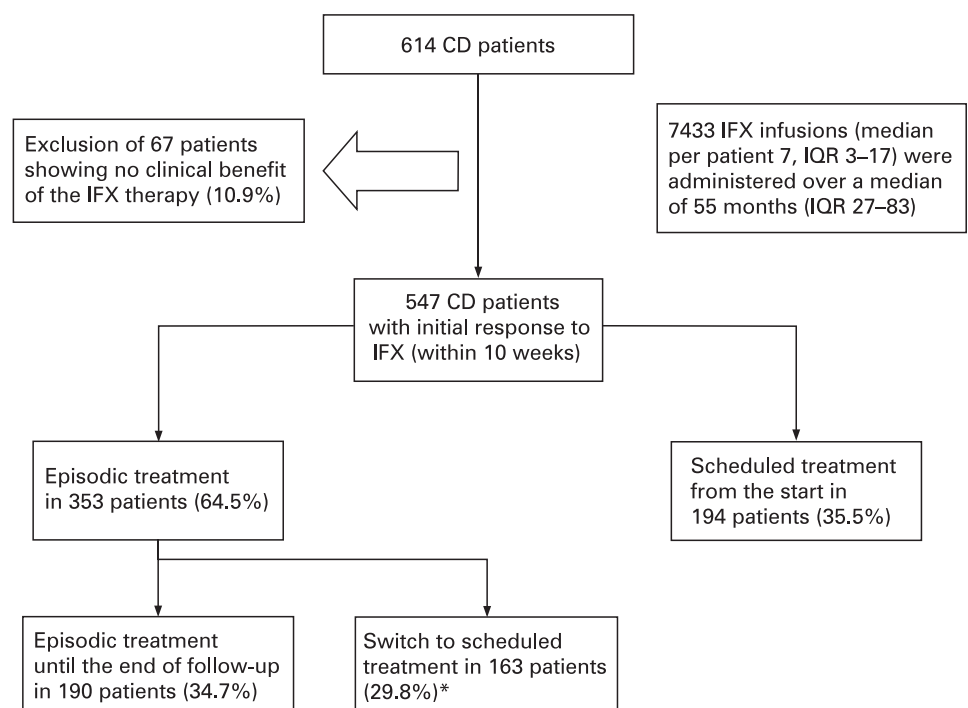 614 CD patients
Exclusion of 67 patients
showing no clinical benefit
of the IFX therapy (10.9%)
7433 IFX infusions (median
per patient 7, IQR 3–17) were
administered over a median
of 55 months (IQR 27–83)
547 CD patients
with initial response to
IFX (within 10 weeks)
Episodic treatment
in 353 patients (64.5%)
Scheduled treatment
from the start in
194 patients (35.5%)
Episodic treatment
until the end of follow-up
in 190 patients (34.7%)
Switch to scheduled
treatment in 163 patients
(29.8%)*